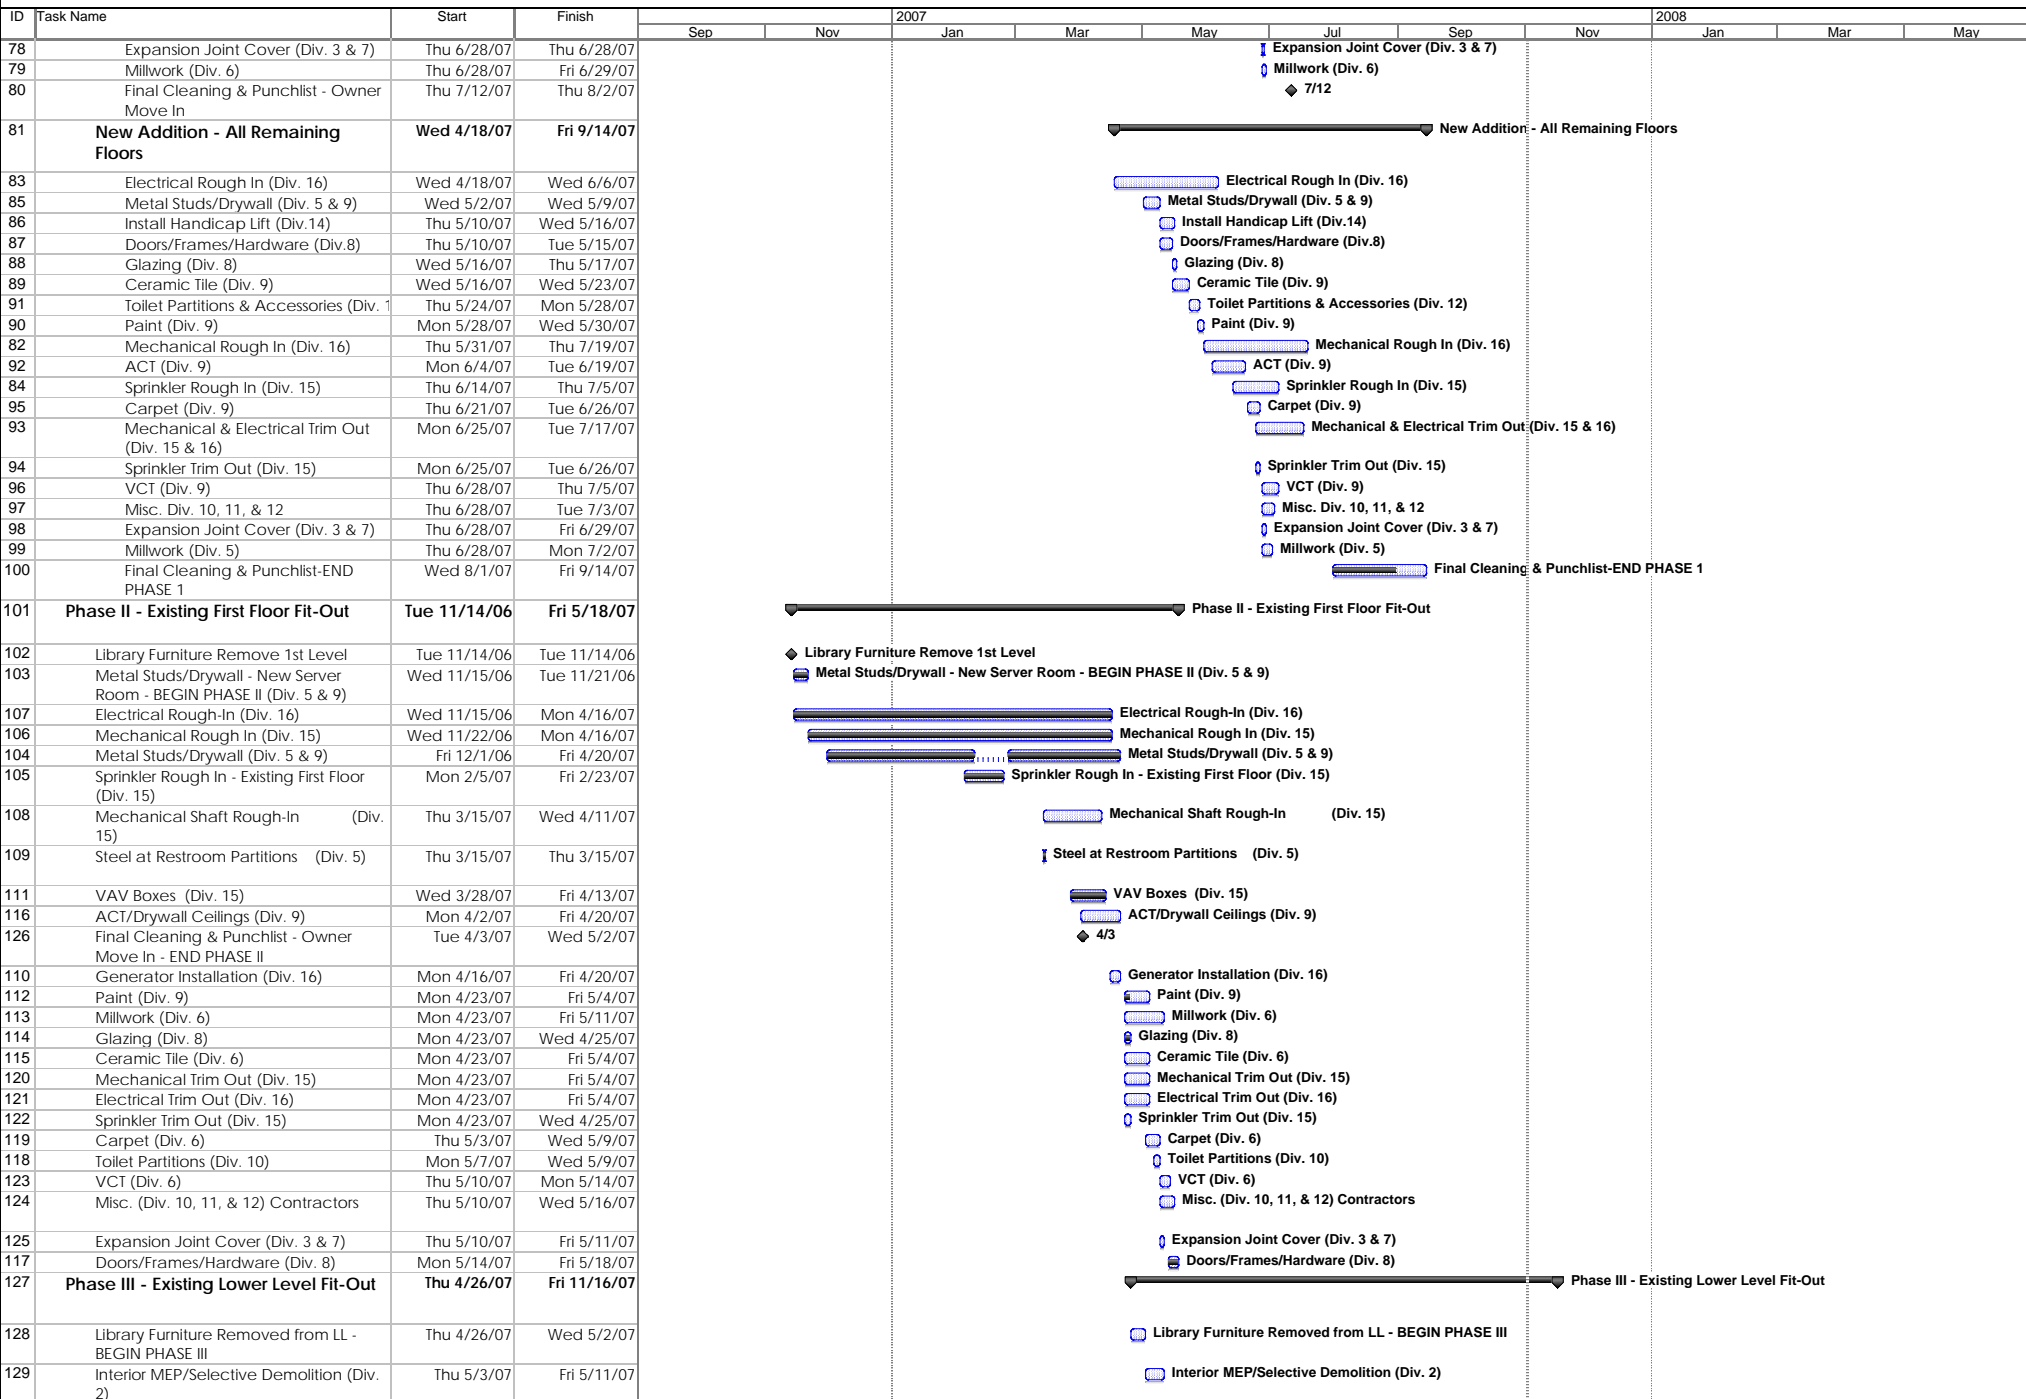 ID Task Name Start Finish 2007 2008
Sep Nov Jan Mar May Jul Sep Nov Jan Mar May
78 Expansion Joint Cover (Div. 3 & 7) Thu 6/28/07 Thu 6/28/07 Expansion Joint Cover (Div. 3 & 7)
79 Millwork (Div. 6) Thu 6/28/07 Fri 6/29/07 Millwork (Div. 6)
80 Final Cleaning & Punchlist - Owner Thu 7/12/07 Thu 8/2/07 7/12
Move In
81 New Addition - All Remaining Wed 4/18/07 Fri 9/14/07 New Addition - All Remaining Floors
Floors
83 Electrical Rough In (Div. 16) Wed 4/18/07 Wed 6/6/07 Electrical Rough In (Div. 16)
85 Metal Studs/Drywall (Div. 5 & 9) Wed 5/2/07 Wed 5/9/07 Metal Studs/Drywall (Div. 5 & 9)
86 Install Handicap Lift (Div.14) Thu 5/10/07 Wed 5/16/07 Install Handicap Lift (Div.14)
87 Doors/Frames/Hardware (Div.8) Thu 5/10/07 Tue 5/15/07 Doors/Frames/Hardware (Div.8)
88 Glazing (Div. 8) Wed 5/16/07 Thu 5/17/07 Glazing (Div. 8)
89 Ceramic Tile (Div. 9) Wed 5/16/07 Wed 5/23/07 Ceramic Tile (Div. 9)
91 Toilet Partitions & Accessories (Div. 1 Thu 5/24/07 Mon 5/28/07 Toilet Partitions & Accessories (Div. 12)
90 Paint (Div. 9) Mon 5/28/07 Wed 5/30/07 Paint (Div. 9)
82 Mechanical Rough In (Div. 16) Thu 5/31/07 Thu 7/19/07 Mechanical Rough In (Div. 16)
92 ACT (Div. 9) Mon 6/4/07 Tue 6/19/07 ACT (Div. 9)
84 Sprinkler Rough In (Div. 15) Thu 6/14/07 Thu 7/5/07 Sprinkler Rough In (Div. 15)
95 Carpet (Div. 9) Thu 6/21/07 Tue 6/26/07 Carpet (Div. 9)
93 Mechanical & Electrical Trim Out Mon 6/25/07 Tue 7/17/07 Mechanical & Electrical Trim Out (Div. 15 & 16)
(Div. 15 & 16)
94 Sprinkler Trim Out (Div. 15) Mon 6/25/07 Tue 6/26/07 Sprinkler Trim Out (Div. 15)
96 VCT (Div. 9) Thu 6/28/07 Thu 7/5/07 VCT (Div. 9)
97 Misc. Div. 10, 11, & 12 Thu 6/28/07 Tue 7/3/07 Misc. Div. 10, 11, & 12
98 Expansion Joint Cover (Div. 3 & 7) Thu 6/28/07 Fri 6/29/07 Expansion Joint Cover (Div. 3 & 7)
99 Millwork (Div. 5) Thu 6/28/07 Mon 7/2/07 Millwork (Div. 5)
100 Final Cleaning & Punchlist-END Wed 8/1/07 Fri 9/14/07 Final Cleaning & Punchlist-END PHASE 1
PHASE 1
101 Phase II - Existing First Floor Fit-Out Tue 11/14/06 Fri 5/18/07 Phase II - Existing First Floor Fit-Out
102 Library Furniture Remove 1st Level Tue 11/14/06 Tue 11/14/06 Library Furniture Remove 1st Level
103 Metal Studs/Drywall - New Server Wed 11/15/06 Tue 11/21/06 Metal Studs/Drywall - New Server Room - BEGIN PHASE II (Div. 5 & 9)
Room - BEGIN PHASE II (Div. 5 & 9)
107 Electrical Rough-In (Div. 16) Wed 11/15/06 Mon 4/16/07 Electrical Rough-In (Div. 16)
106 Mechanical Rough In (Div. 15) Wed 11/22/06 Mon 4/16/07 Mechanical Rough In (Div. 15)
104 Metal Studs/Drywall (Div. 5 & 9) Fri 12/1/06 Fri 4/20/07 Metal Studs/Drywall (Div. 5 & 9)
105 Sprinkler Rough In - Existing First Floor Mon 2/5/07 Fri 2/23/07 Sprinkler Rough In - Existing First Floor (Div. 15)
(Div. 15)
108 Mechanical Shaft Rough-In (Div. Thu 3/15/07 Wed 4/11/07 Mechanical Shaft Rough-In (Div. 15)
15)
109 Steel at Restroom Partitions (Div. 5) Thu 3/15/07 Thu 3/15/07 Steel at Restroom Partitions (Div. 5)
111 VAV Boxes (Div. 15) Wed 3/28/07 Fri 4/13/07 VAV Boxes (Div. 15)
116 ACT/Drywall Ceilings (Div. 9) Mon 4/2/07 Fri 4/20/07 ACT/Drywall Ceilings (Div. 9)
126 Final Cleaning & Punchlist - Owner Tue 4/3/07 Wed 5/2/07 4/3
Move In - END PHASE II
110 Generator Installation (Div. 16) Mon 4/16/07 Fri 4/20/07 Generator Installation (Div. 16)
112 Paint (Div. 9) Mon 4/23/07 Fri 5/4/07 Paint (Div. 9)
113 Millwork (Div. 6) Mon 4/23/07 Fri 5/11/07 Millwork (Div. 6)
114 Glazing (Div. 8) Mon 4/23/07 Wed 4/25/07 Glazing (Div. 8)
115 Ceramic Tile (Div. 6) Mon 4/23/07 Fri 5/4/07 Ceramic Tile (Div. 6)
120 Mechanical Trim Out (Div. 15) Mon 4/23/07 Fri 5/4/07 Mechanical Trim Out (Div. 15)
121 Electrical Trim Out (Div. 16) Mon 4/23/07 Fri 5/4/07 Electrical Trim Out (Div. 16)
122 Sprinkler Trim Out (Div. 15) Mon 4/23/07 Wed 4/25/07 Sprinkler Trim Out (Div. 15)
119 Carpet (Div. 6) Thu 5/3/07 Wed 5/9/07 Carpet (Div. 6)
118 Toilet Partitions (Div. 10) Mon 5/7/07 Wed 5/9/07 Toilet Partitions (Div. 10)
123 VCT (Div. 6) Thu 5/10/07 Mon 5/14/07 VCT (Div. 6)
124 Misc. (Div. 10, 11, & 12) Contractors Thu 5/10/07 Wed 5/16/07 Misc. (Div. 10, 11, & 12) Contractors
125 Expansion Joint Cover (Div. 3 & 7) Thu 5/10/07 Fri 5/11/07 Expansion Joint Cover (Div. 3 & 7)
117 Doors/Frames/Hardware (Div. 8) Mon 5/14/07 Fri 5/18/07 Doors/Frames/Hardware (Div. 8)
127 Phase III - Existing Lower Level Fit-Out Thu 4/26/07 Fri 11/16/07 Phase III - Existing Lower Level Fit-Out
128 Library Furniture Removed from LL - Thu 4/26/07 Wed 5/2/07 Library Furniture Removed from LL - BEGIN PHASE III
BEGIN PHASE III
129 Interior MEP/Selective Demolition (Div. Thu 5/3/07 Fri 5/11/07 Interior MEP/Selective Demolition (Div. 2)
2)